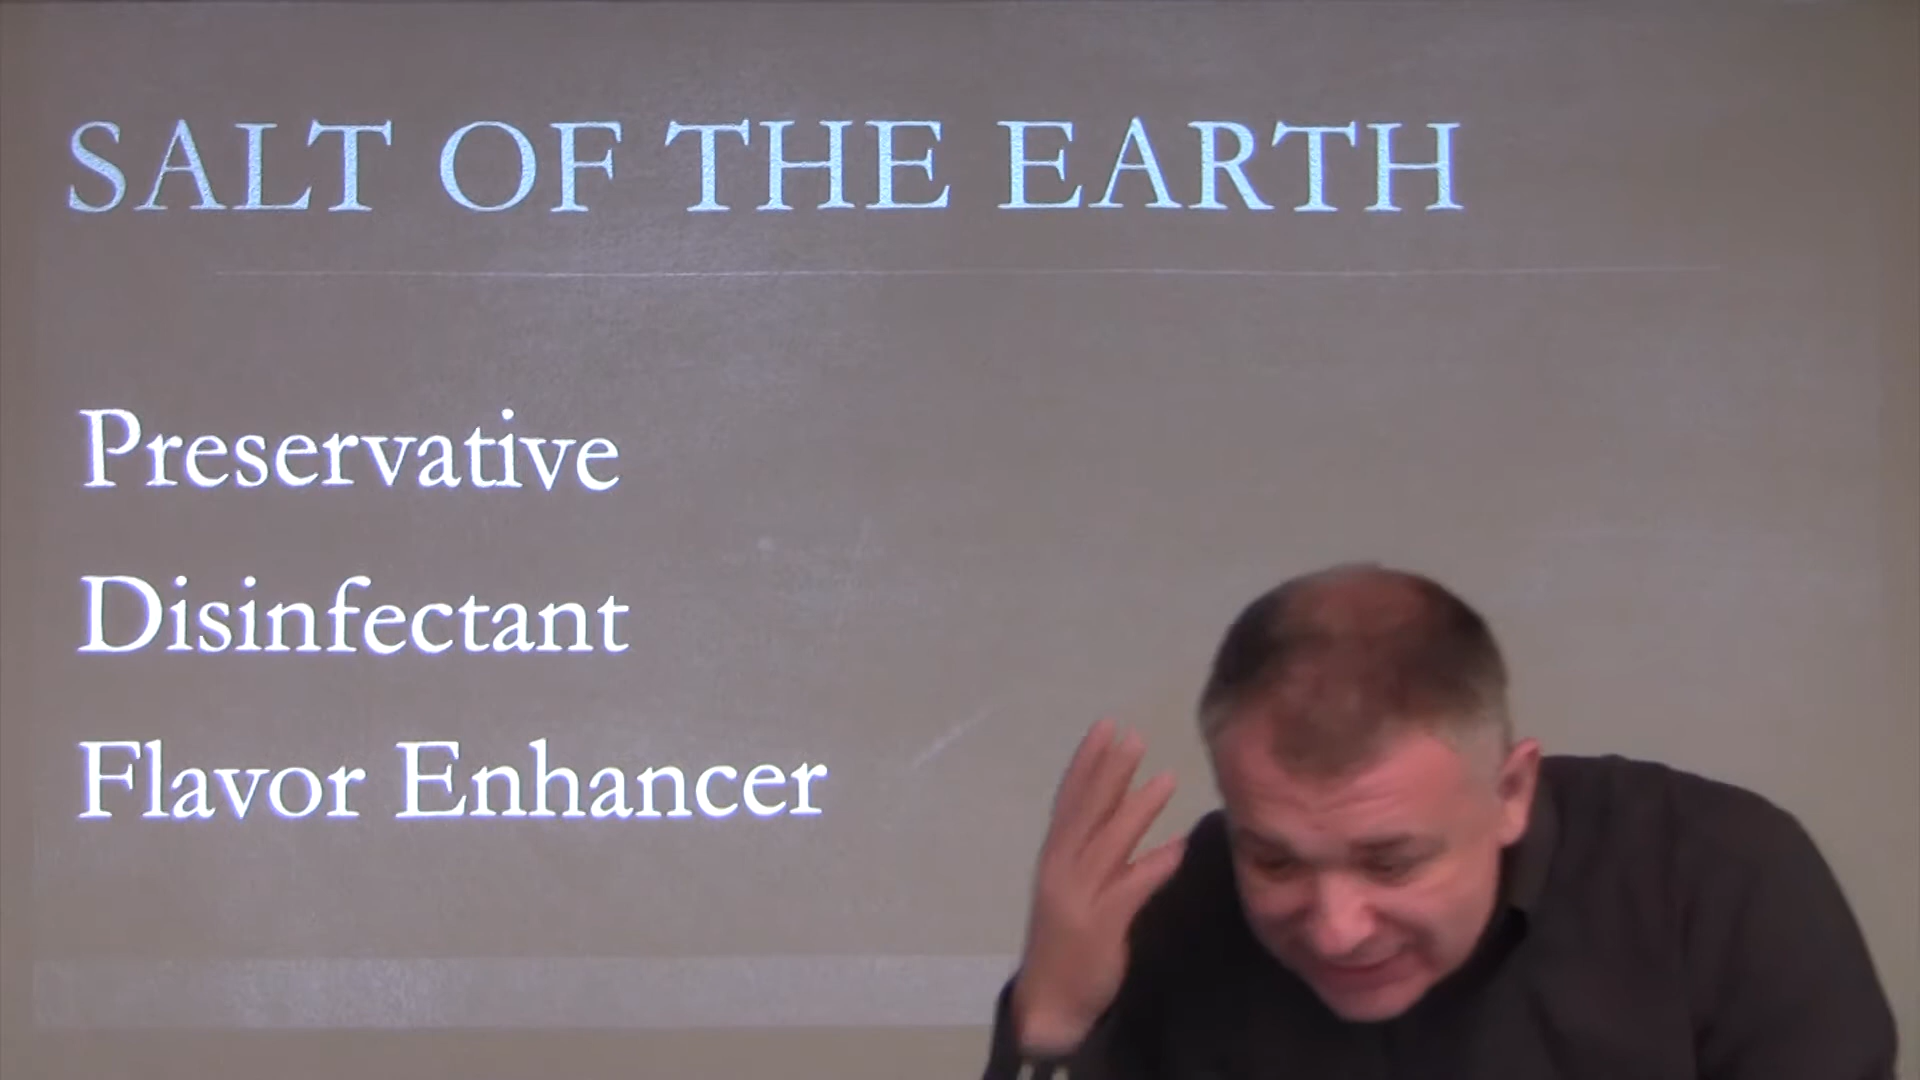 SALT OF THE EARTH
Preservative
Disinfectant
Flavor Enhancer